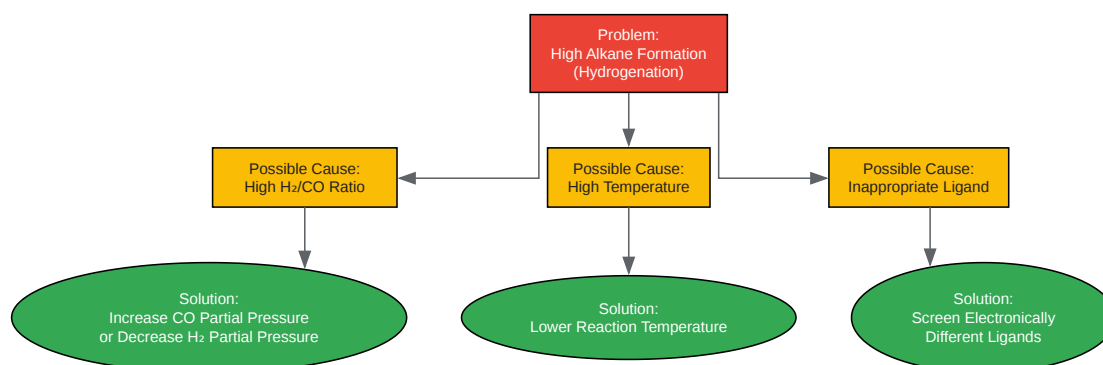 Problem:
High Alkane Formation
(Hydrogenation)
Possible Cause:
High H₂/CO Ratio
Possible Cause:
High Temperature
Possible Cause:
Inappropriate Ligand
Solution:
Increase CO Partial Pressure
or Decrease H₂ Partial Pressure
Solution:
Lower Reaction Temperature
Solution:
Screen Electronically
Different Ligands